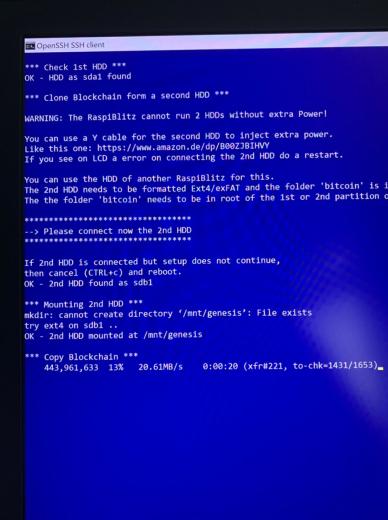 OpenSSH SSH client
*** Check 1st HDD ***
OK - HDD as sda1 found
*** Clone Blockchain form a second HDD ***
WARNING: The RaspiBlitz cannot run 2 HDDs without extra Power!
You can use a Y cable for the second HDD to inject extra power.
Like this one: https://www.amazon.de/dp/B00ZJBIHVY
If you see on LCD a error on connecting the 2nd HDD do a restart.
You can use the HDD of another RaspiBlitz for this.
The 2nd HDD needs to be formatted Ext4/exFAT and the folder 'bitcoin' is i
The the folder 'bitcoin' needs to be in root of the 1st or 2nd partition o
***********************************
--> Please connect now the 2nd HDD
***********************************
If 2nd HDD is connected but setup does not continue,
then cancel (CTRL+c) and reboot.
OK - 2nd HDD found as sdb1
*** Mounting 2nd HDD ***
mkdir: cannot create directory ‘/mnt/genesis’: File exists
try ext4 on sdb1 ..
OK - 2nd HDD mounted at /mnt/genesis
*** Copy Blockchain ***
443,961,633 13% 20.61MB/s 0:00:20 (xfr#221, to-chk=1431/1653)